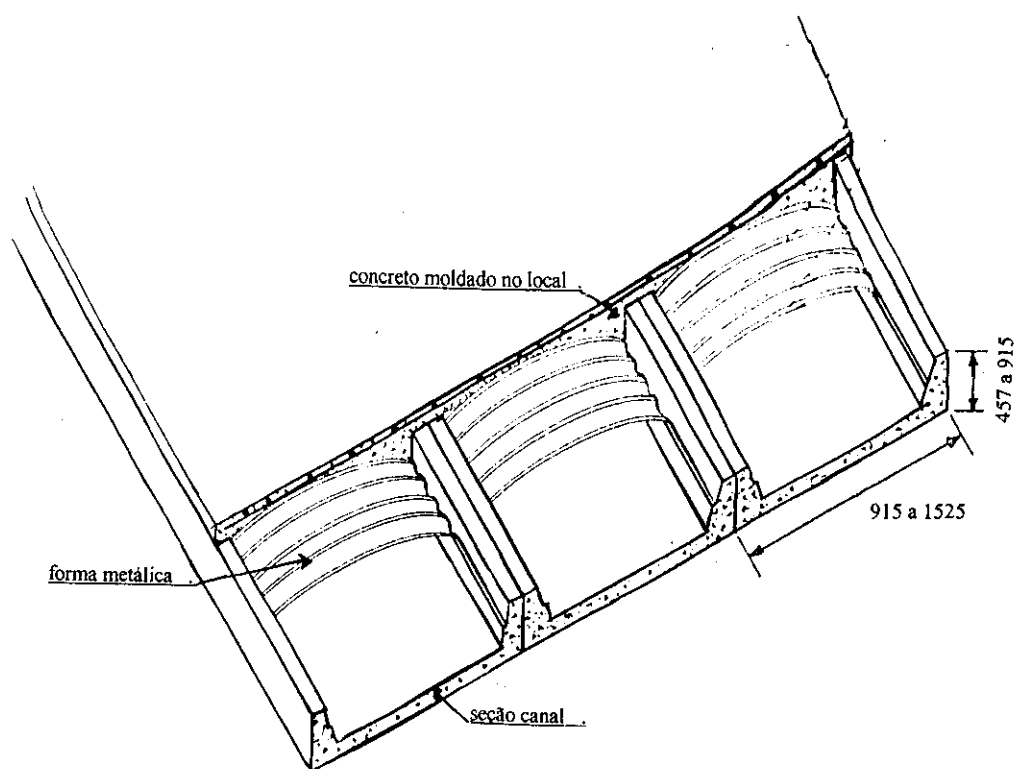 concreto moldado no local
457 a 915
915 a 1525
forma metálica
seção canal